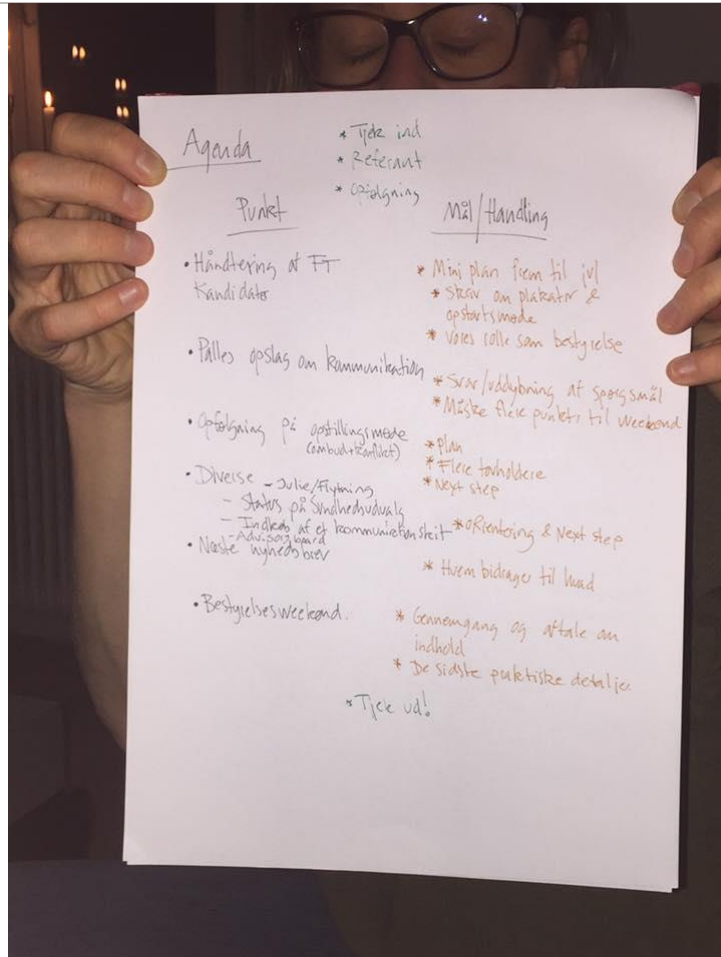 Agenda
* Tjek ind
* Referant
* Opfølgning
Punkt
Mål/Handling
• Håndtering af FT
Kandidater
* Mini plan frem til jul
* Skriv om plakater &
opstartsmøde
* Vores rolle som bestyrelse
• Palles opslag om kommunikation
* Svar/uddybning af spørgsmål
* Måske flere punkter til weekend
• Opfølgning på opstillingsmøde
(ombud+konflikt)
* Plan
* Flere tovholdere
* Next step
• Diverse - Julie/Flytning
- Status på Sundhedsudvalg
- Indkøb af et kommunikationskit
- Advisory board
* Orientering & Next step
• Næste nyhedsbrev
* Hvem bidrager til hvad
• Bestyrelsesweekend.
* Gennemgang og aftale om
indhold
* De sidste praktiske detaljer
* Tjek ud!